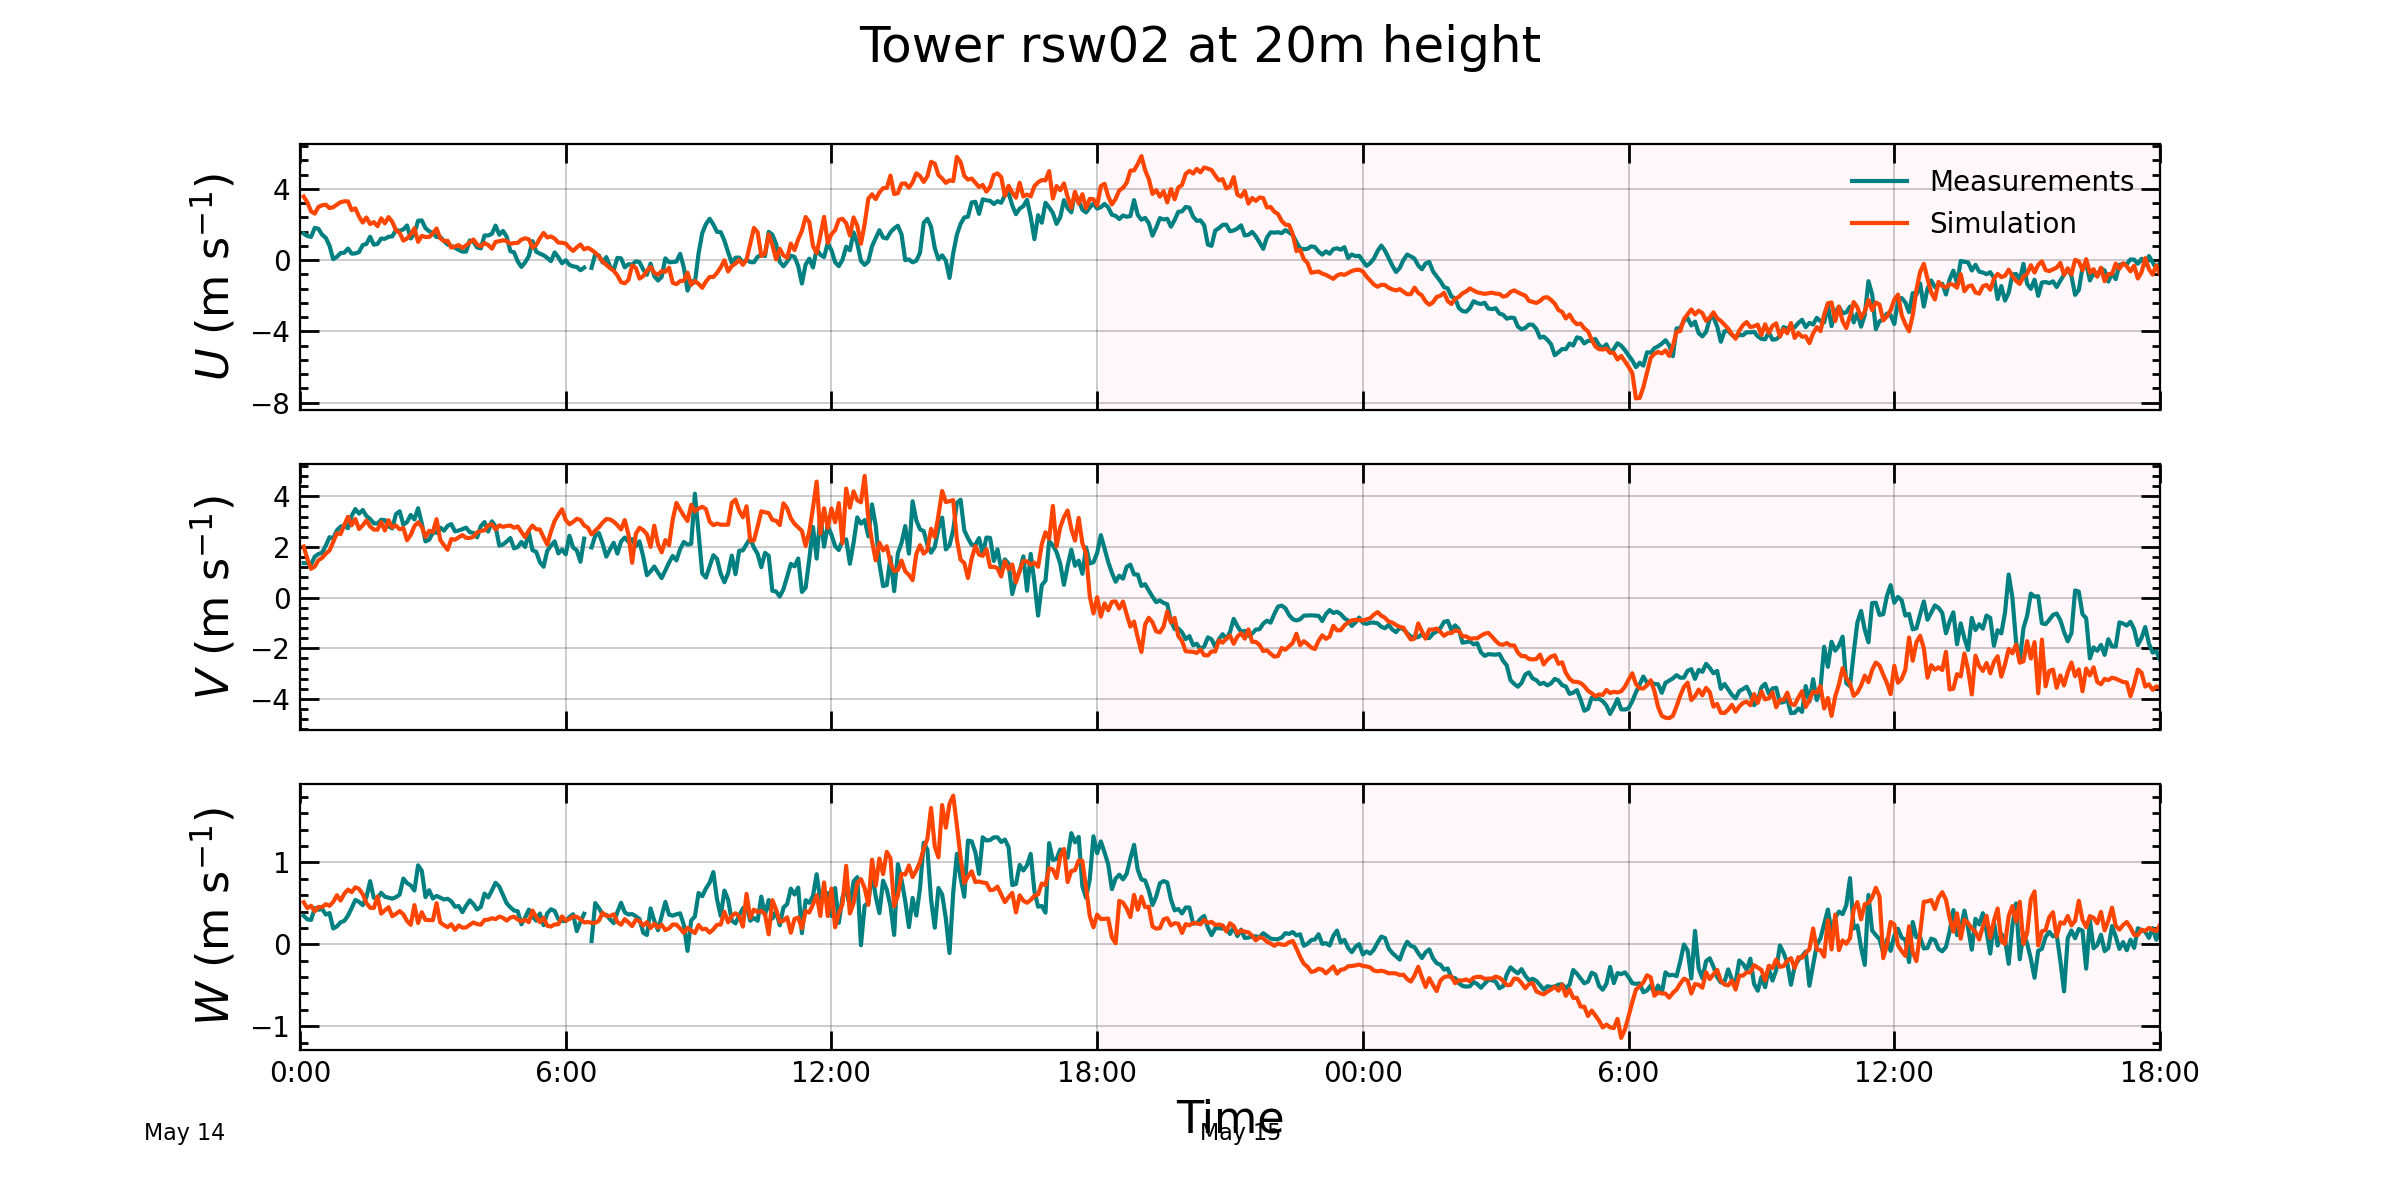 Tower rsw02 at 20m height
U (m s⁻¹)
4
0
−4
−8
Measurements
Simulation
V (m s⁻¹)
4
2
0
−2
−4
W (m s⁻¹)
1
0
−1
0:00 6:00 12:00 18:00 00:00 6:00 12:00 18:00
Time
May 14 May 15